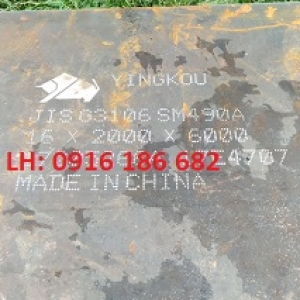 YINGKOU
JIS G3106 SM490A
16 X 2000 X 6000
LH: 0916 186 682
MADE IN CHINA